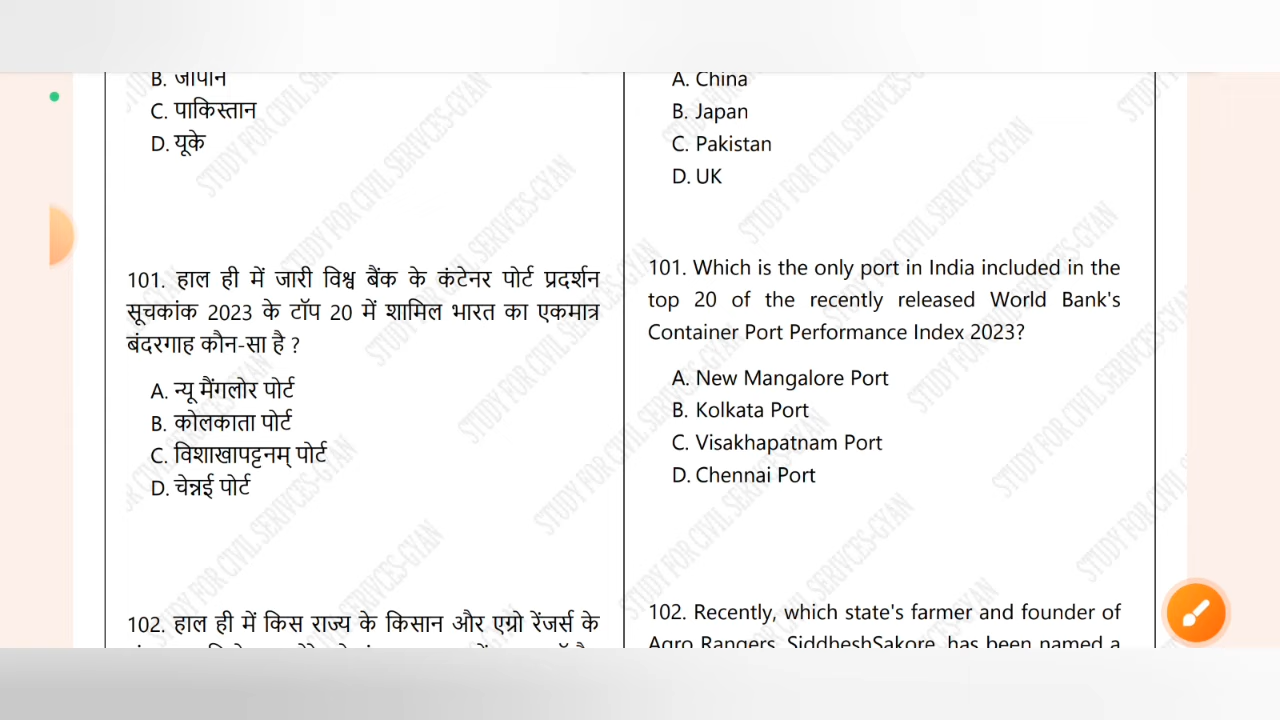 B. जापान
C. पाकिस्तान
D. यूके
101. हाल ही में जारी विश्व बैंक के कंटेनर पोर्ट प्रदर्शन
सूचकांक 2023 के टॉप 20 में शामिल भारत का एकमात्र
बंदरगाह कौन-सा है ?
A. न्यू मैंगलोर पोर्ट
B. कोलकाता पोर्ट
C. विशाखापट्टनम् पोर्ट
D. चेन्नई पोर्ट
102. हाल ही में किस राज्य के किसान और एग्रो रेंजर्स के
A. China
B. Japan
C. Pakistan
D. UK
101. Which is the only port in India included in the
top 20 of the recently released World Bank's
Container Port Performance Index 2023?
A. New Mangalore Port
B. Kolkata Port
C. Visakhapatnam Port
D. Chennai Port
102. Recently, which state's farmer and founder of
Agro Rangers, SiddheshSakore, has been named a
STUDY FOR CIVIL SERIVCES-GYAN